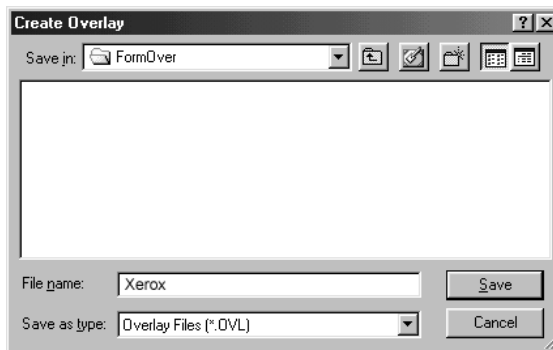 Create Overlay
Save in: FormOver
File name: Xerox Save
Save as type: Overlay Files (*.OVL) Cancel